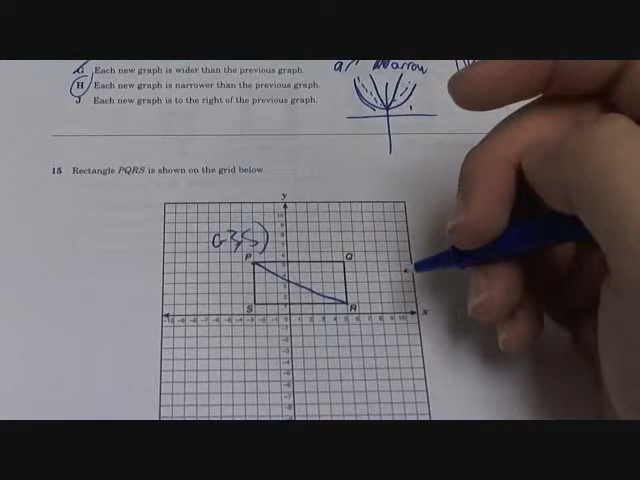 a) Narrow
G Each new graph is wider than the previous graph.
H Each new graph is narrower than the previous graph.
J Each new graph is to the right of the previous graph.
15 Rectangle PQRS is shown on the grid below
y
(-3,5)
P Q
S R x